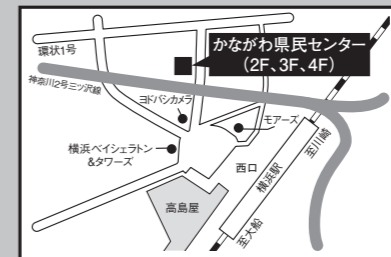 環状1号
かながわ県民センター
(2F、3F、4F)
神奈川2号三ツ沢線
ヨドバシカメラ
モアーズ
横浜ベイシェラトン
&タワーズ
西口
横浜駅
至川崎
高島屋
至大船